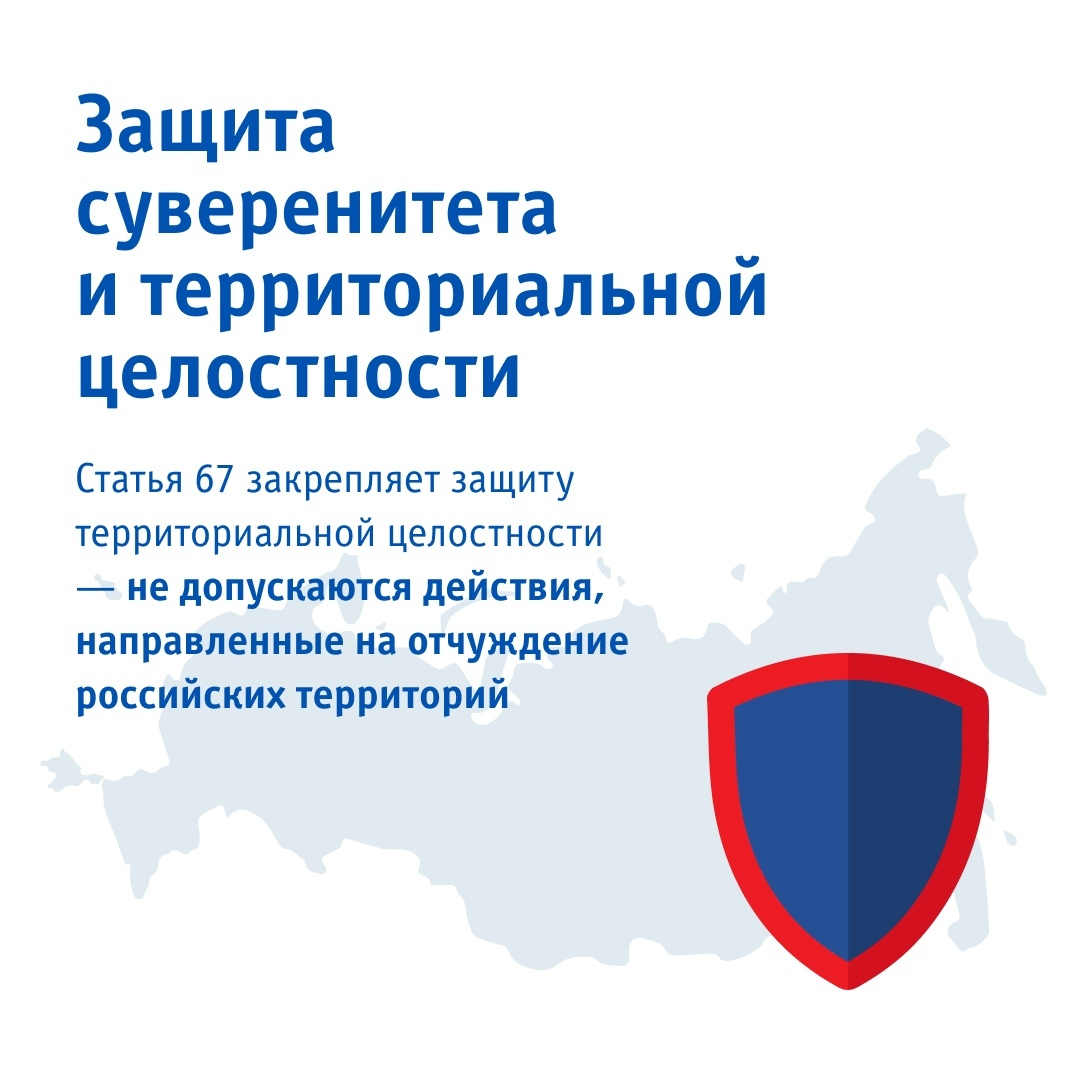 Защита
суверенитета
и территориальной
целостности
Статья 67 закрепляет защиту
территориальной целостности
— не допускаются действия,
направленные на отчуждение
российских территорий